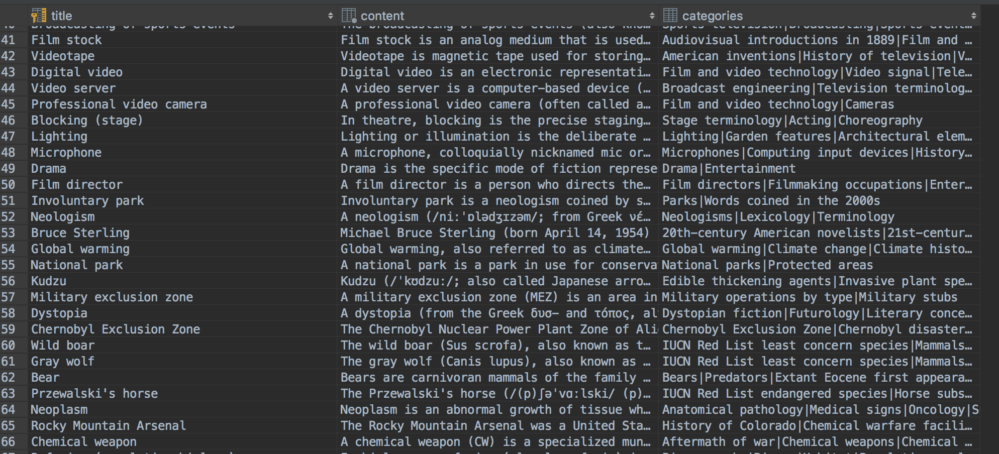 title content categories
Broadcasting of sports events The broadcasting of sports events (also kno… Sports television|Broadcasting|Sports event…
41 Film stock Film stock is an analog medium that is used… Audiovisual introductions in 1889|Film and …
42 Videotape Videotape is magnetic tape used for storing… American inventions|History of television|V…
43 Digital video Digital video is an electronic representati… Film and video technology|Video signal|Tele…
44 Video server A video server is a computer-based device (… Broadcast engineering|Television terminolog…
45 Professional video camera A professional video camera (often called a… Film and video technology|Cameras
46 Blocking (stage) In theatre, blocking is the precise staging… Stage terminology|Acting|Choreography
47 Lighting Lighting or illumination is the deliberate … Lighting|Garden features|Architectural elem…
48 Microphone A microphone, colloquially nicknamed mic or… Microphones|Computing input devices|History…
49 Drama Drama is the specific mode of fiction represe Drama|Entertainment
50 Film director A film director is a person who directs the… Film directors|Filmmaking occupations|Enter…
51 Involuntary park Involuntary park is a neologism coined by s… Parks|Words coined in the 2000s
52 Neologism A neologism (/niːˈɒlədʒɪzəm/; from Greek νέ… Neologisms|Lexicology|Terminology
53 Bruce Sterling Michael Bruce Sterling (born April 14, 1954) 20th-century American novelists|21st-centur…
54 Global warming Global warming, also referred to as climate… Global warming|Climate change|Climate histo…
55 National park A national park is a park in use for conserva National parks|Protected areas
56 Kudzu Kudzu (/ˈkʊdzuː/; also called Japanese arro… Edible thickening agents|Invasive plant spe…
57 Military exclusion zone A military exclusion zone (MEZ) is an area in Military operations by type|Military stubs
58 Dystopia A dystopia (from the Greek δυσ- and τόπος, al Dystopian fiction|Futurology|Literary conce…
59 Chernobyl Exclusion Zone The Chernobyl Nuclear Power Plant Zone of Ali Chernobyl Exclusion Zone|Chernobyl disaster…
60 Wild boar The wild boar (Sus scrofa), also known as t… IUCN Red List least concern species|Mammals…
61 Gray wolf The gray wolf (Canis lupus), also known as … IUCN Red List least concern species|Mammals…
62 Bear Bears are carnivoran mammals of the family … Bears|Predators|Extant Eocene first appeara…
63 Przewalski's horse The Przewalski's horse (/(p)ʃəˈvɑːlski/ (p)… IUCN Red List endangered species|Horse subs…
64 Neoplasm Neoplasm is an abnormal growth of tissue wh… Anatomical pathology|Medical signs|Oncology|S
65 Rocky Mountain Arsenal The Rocky Mountain Arsenal was a United Sta… History of Colorado|Chemical warfare facili…
66 Chemical weapon A chemical weapon (CW) is a specialized mun… Aftermath of war|Chemical weapons|Chemical …